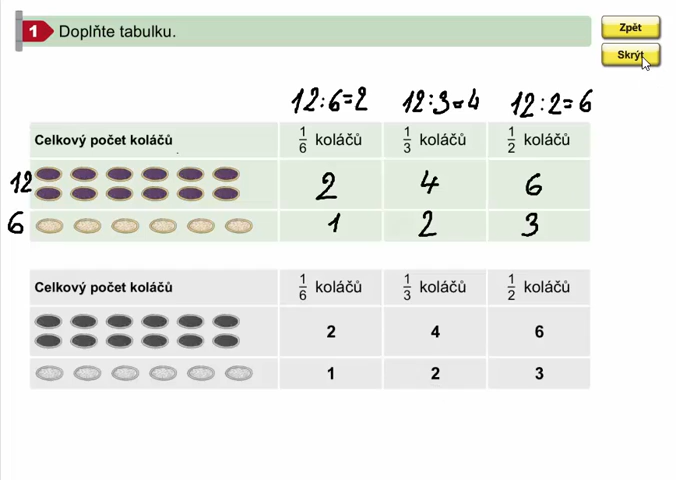 1 Doplňte tabulku.
Zpět
Skrýt
12:6=2 12:3=4 12:2=6
Celkový počet koláčů 1/6 koláčů 1/3 koláčů 1/2 koláčů
12 2 4 6
6 1 2 3
Celkový počet koláčů 1/6 koláčů 1/3 koláčů 1/2 koláčů
2 4 6
1 2 3